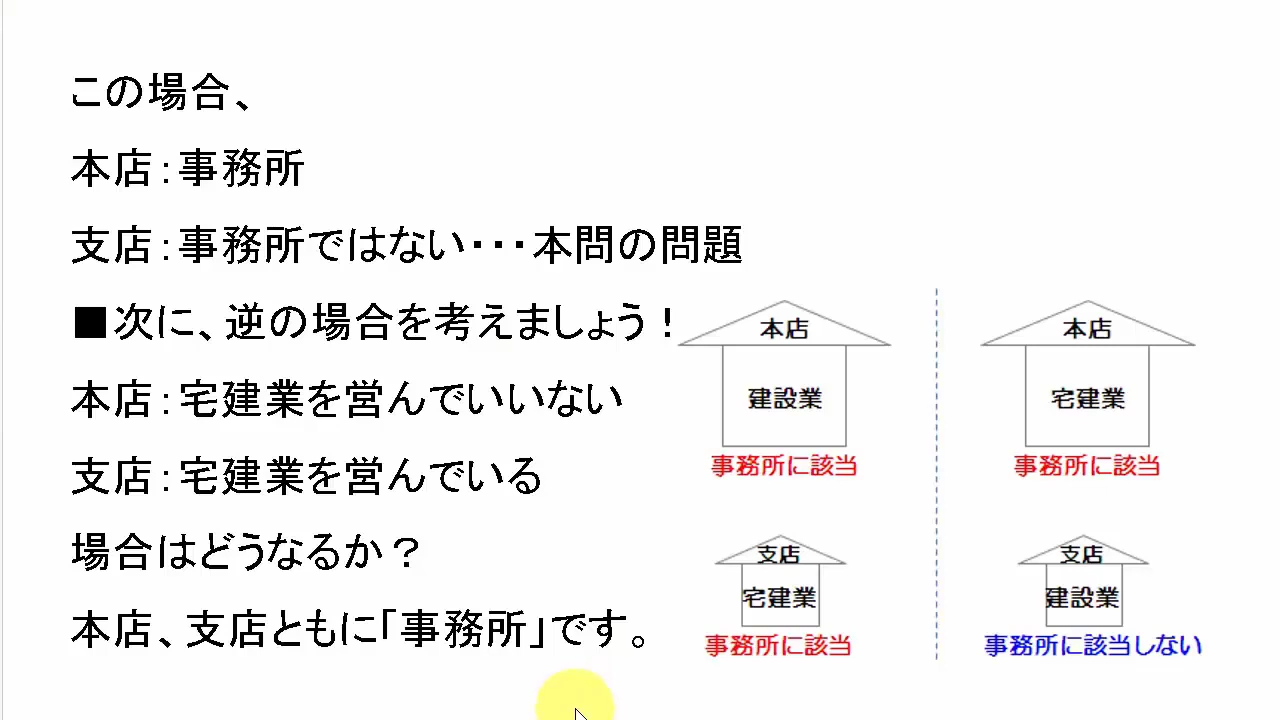 この場合、
本店：事務所
支店：事務所ではない・・・本問の問題
■次に、逆の場合を考えましょう！
本店：宅建業を営んでいいない
支店：宅建業を営んでいる
場合はどうなるか？
本店、支店ともに「事務所」です。
本店
建設業
事務所に該当
支店
宅建業
事務所に該当
本店
宅建業
事務所に該当
支店
建設業
事務所に該当しない